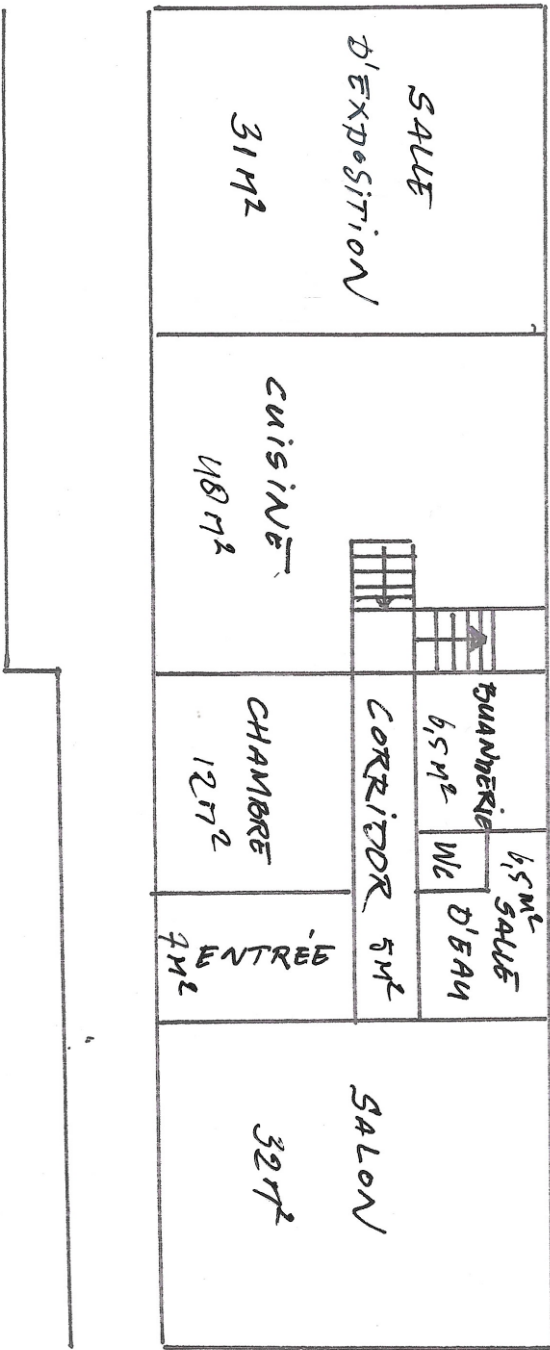 SALLE
D'EXPOSITION
31 M²
CUISINE
48 M²
BUANDERIE
6,5 M²
WC
6,5 M²
SALLE
D'EAU
CORRIDOR 5 M²
CHAMBRE
12 M²
ENTRÉE
7 M²
SALON
32 M²